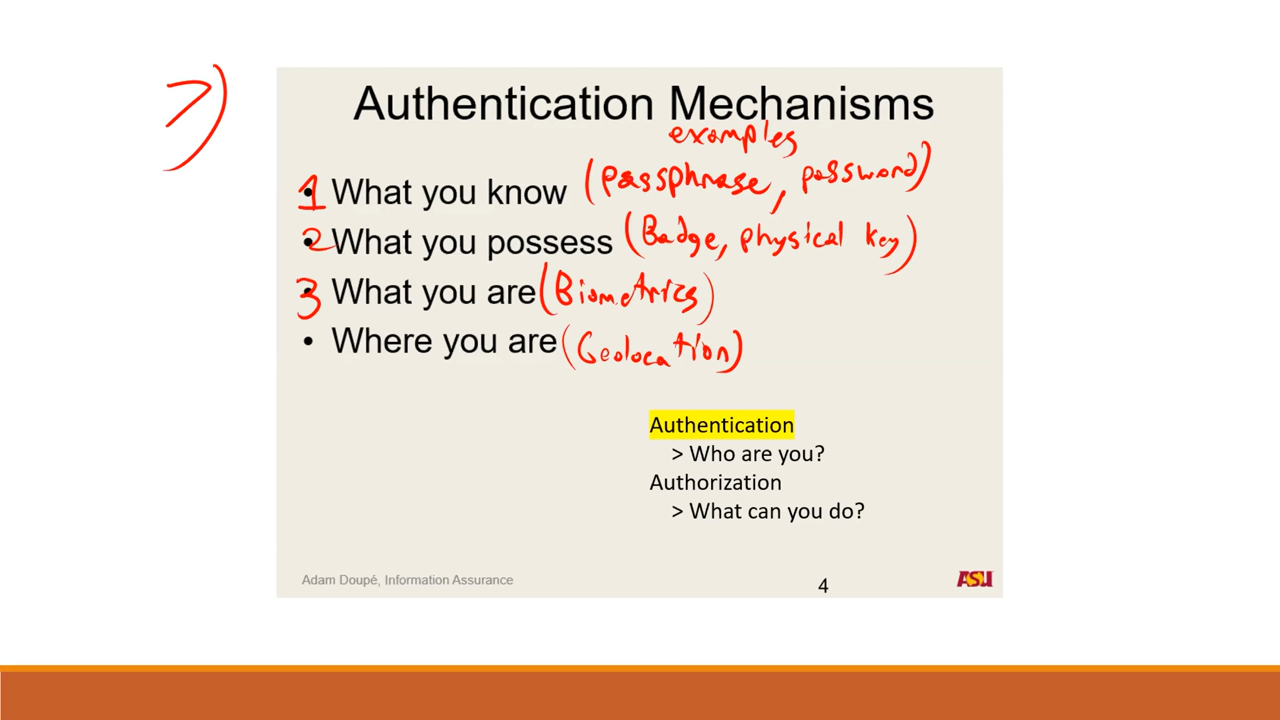 7)
Authentication Mechanisms
examples
1 • What you know (passphrase, password)
2 • What you possess (Badge, physical key)
3 • What you are (Biometrics)
• Where you are (Geolocation)
Authentication
> Who are you?
Authorization
> What can you do?
Adam Doupé, Information Assurance
4
ASU